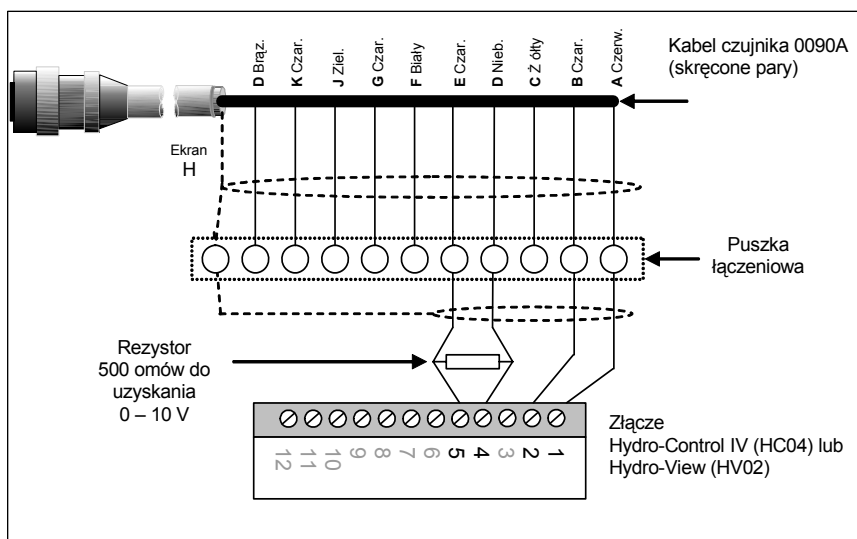 D Brąz.
K Czar.
J Ziel.
G Czar.
F Biały
E Czar.
D Nieb.
C Ż ółty
B Czar.
A Czerw.
Kabel czujnika 0090A
(skręcone pary)
Ekran
H
Puszka
łączeniowa
Rezystor
500 omów do
uzyskania
0 – 10 V
12 11 10 9 8 7 6 5 4 3 2 1
Złącze
Hydro-Control IV (HC04) lub
Hydro-View (HV02)